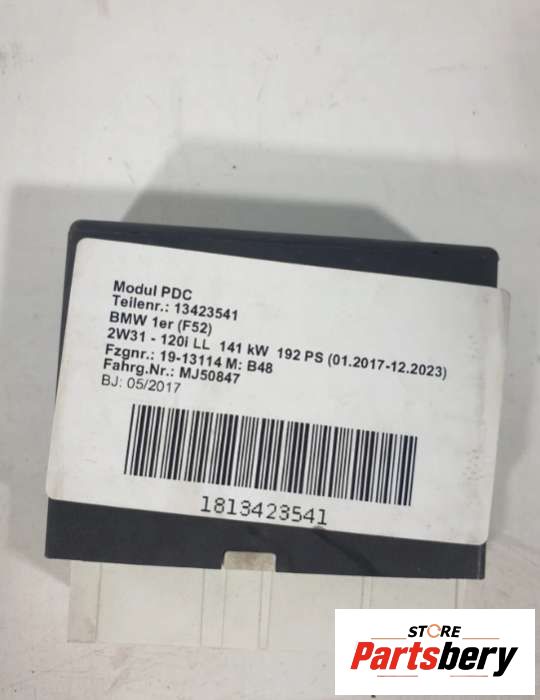 Modul PDC
Teilenr.: 13423541
BMW 1er (F52)
2W31 - 120i LL 141 kW 192 PS (01.2017-12.2023)
Fzgnr.: 19-13114 M: B48
Fahrg.Nr.: MJ50847
BJ: 05/2017
1813423541
STORE
Partsbery